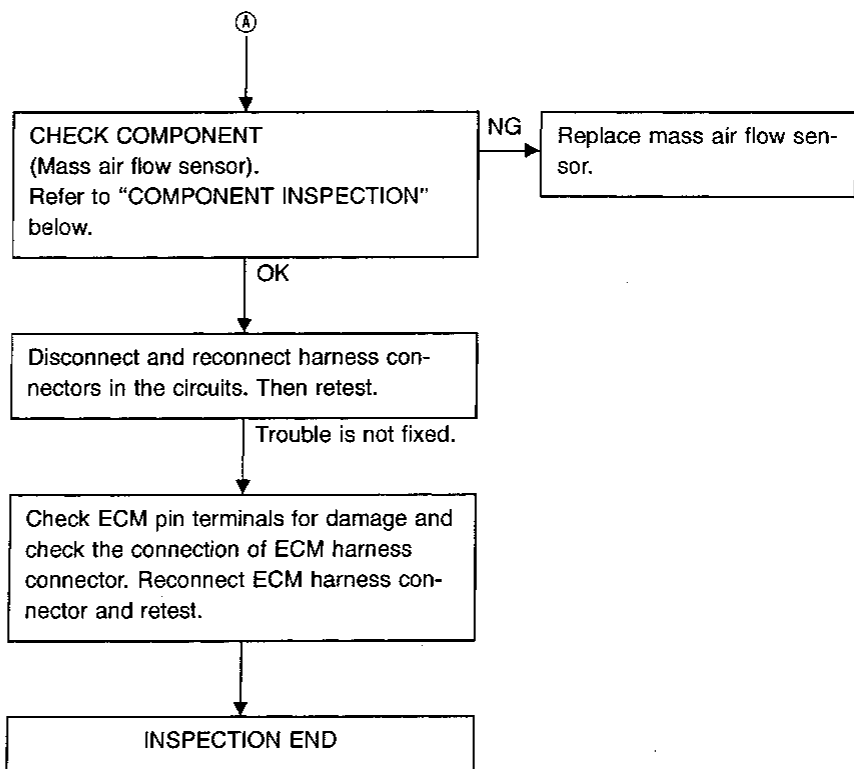 Ⓐ
CHECK COMPONENT
(Mass air flow sensor).
Refer to “COMPONENT INSPECTION”
below.
NG
Replace mass air flow sen-
sor.
OK
Disconnect and reconnect harness con-
nectors in the circuits. Then retest.
Trouble is not fixed.
Check ECM pin terminals for damage and
check the connection of ECM harness
connector. Reconnect ECM harness con-
nector and retest.
INSPECTION END